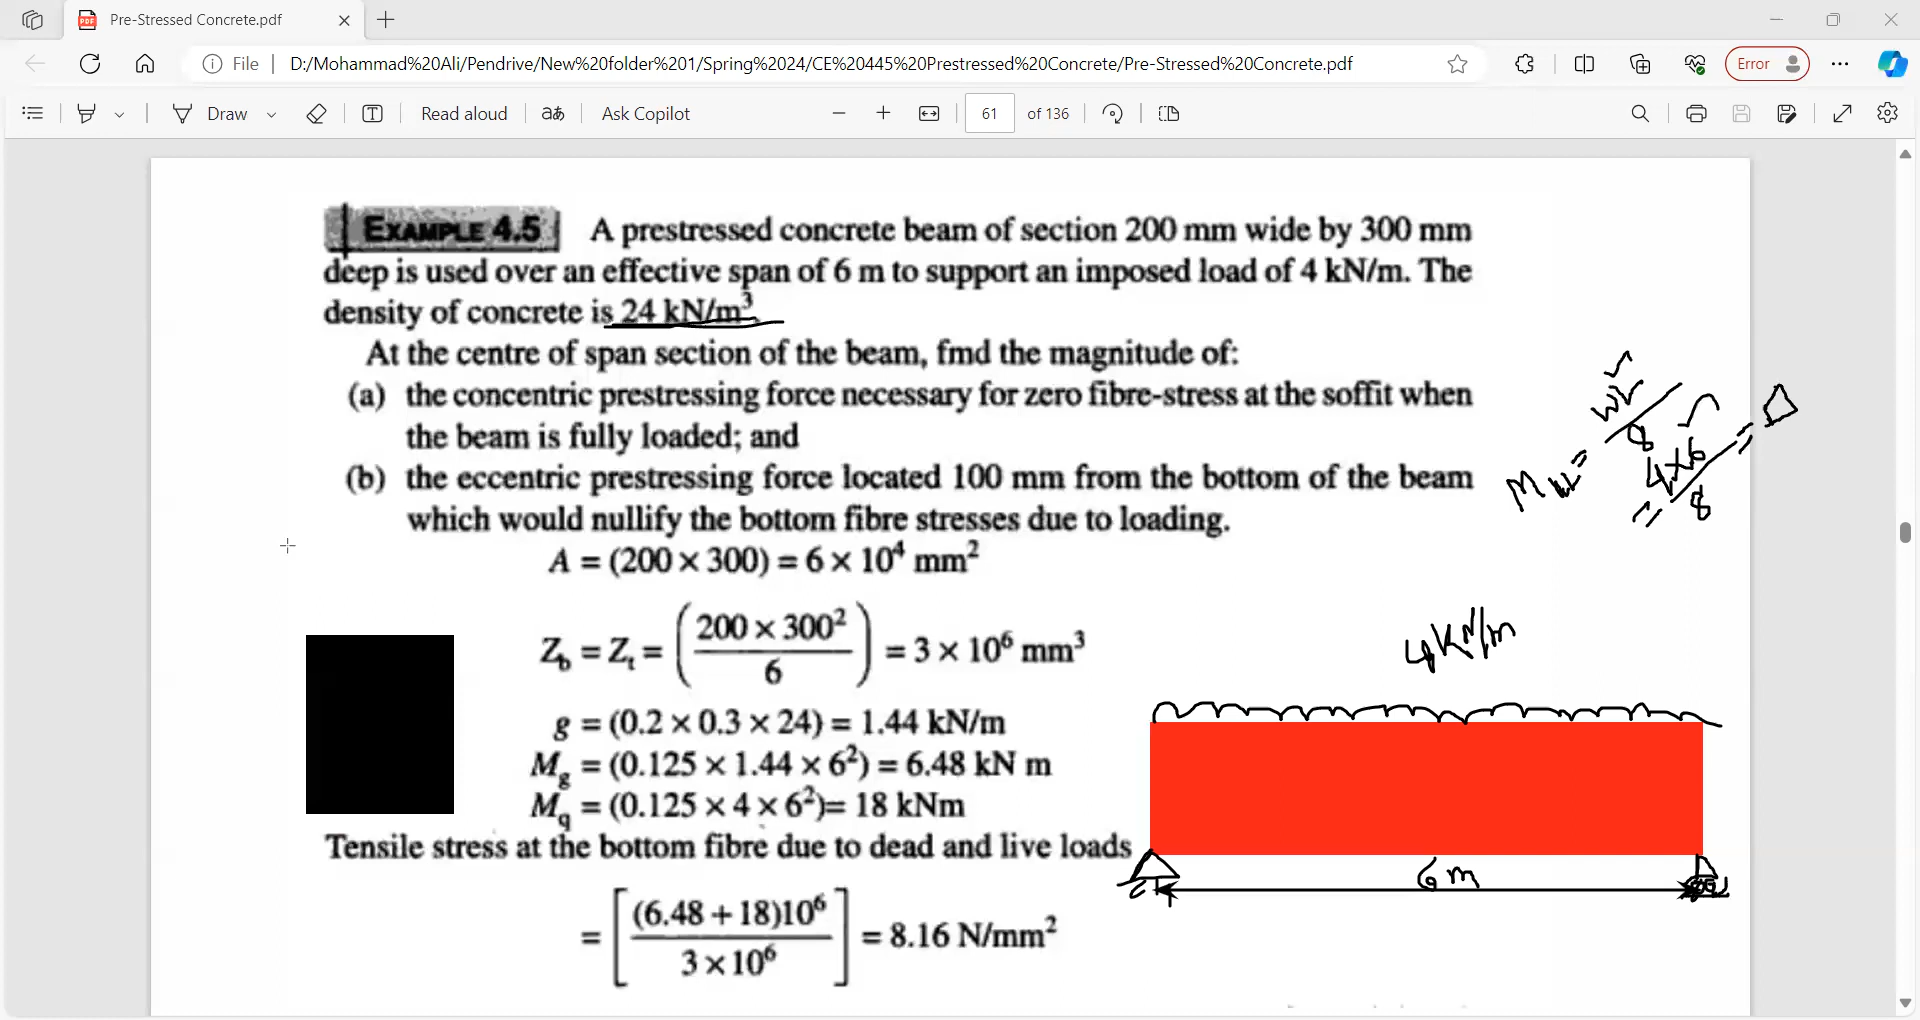 Pre-Stressed Concrete.pdf
File D:/Mohammad%20Ali/Pendrive/New%20folder%201/Spring%2024/CE%20445%20Prestressed%20Concrete/Pre-Stressed%20Concrete.pdf
Error
Draw
Read aloud
aあ
Ask Copilot
61 of 136
EXAMPLE 4.5 A prestressed concrete beam of section 200 mm wide by 300 mm
deep is used over an effective span of 6 m to support an imposed load of 4 kN/m. The
density of concrete is 24 kN/m³.
At the centre of span section of the beam, fmd the magnitude of:
(a) the concentric prestressing force necessary for zero fibre-stress at the soffit when
the beam is fully loaded; and
(b) the eccentric prestressing force located 100 mm from the bottom of the beam
which would nullify the bottom fibre stresses due to loading.
A = (200 × 300) = 6 × 10⁴ mm²
Z_b = Z_t = (200 × 300² / 6) = 3 × 10⁶ mm³
g = (0.2 × 0.3 × 24) = 1.44 kN/m
M_g = (0.125 × 1.44 × 6²) = 6.48 kN m
M_q = (0.125 × 4 × 6²)= 18 kNm
Tensile stress at the bottom fibre due to dead and live loads
= [(6.48 + 18)10⁶ / 3 × 10⁶] = 8.16 N/mm²
4kN/m
6m
= 4×6 / 8 =